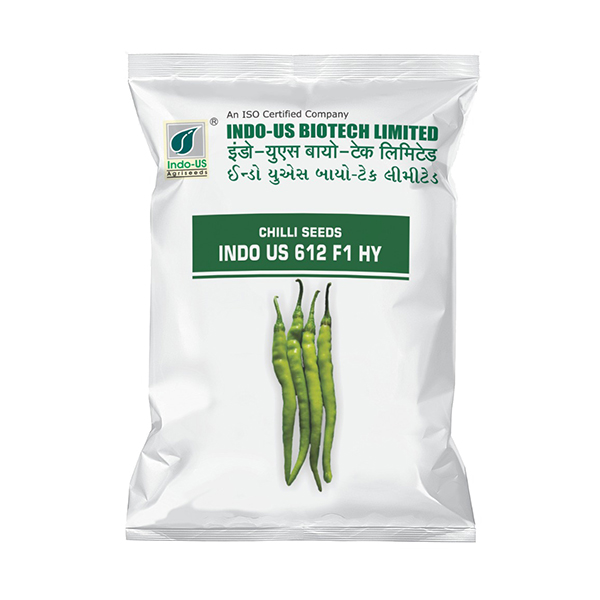 An ISO Certified Company
INDO-US BIOTECH LIMITED
इंडो-युएस बायो-टेक लिमिटेड
ઈન્ડો યુએસ બાયો-ટેક લીમીટેડ
®
Indo-US
Agriseeds
CHILLI SEEDS
INDO US 612 F1 HY